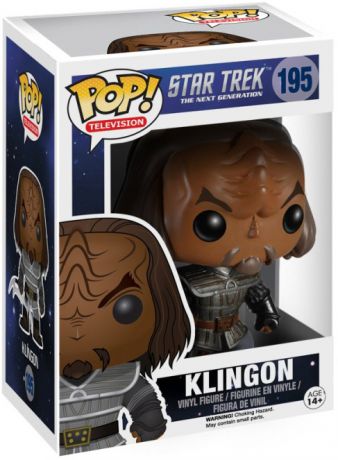 POP!
TELEVISION
STAR TREK
THE NEXT GENERATION
195
KLINGON
195
KLINGON
VINYL FIGURE / FIGURINE EN VINYLE /
FIGURA DE VINIL
WARNING! Choking Hazard.
May contain small parts.
AGE
14+